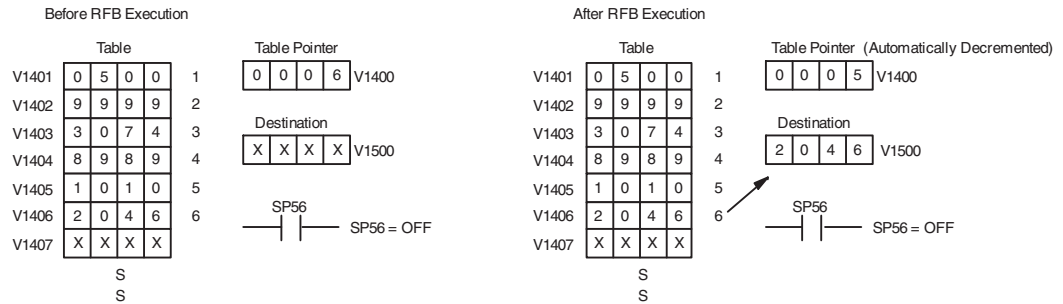 Before RFB Execution
Table
Table Pointer
V1401 0 5 0 0 1
0 0 0 6 V1400
V1402 9 9 9 9 2
V1403 3 0 7 4 3
Destination
V1404 8 9 8 9 4
X X X X V1500
V1405 1 0 1 0 5
V1406 2 0 4 6 6
SP56
SP56 = OFF
V1407 X X X X
S
S
After RFB Execution
Table
Table Pointer (Automatically Decremented)
V1401 0 5 0 0 1
0 0 0 5 V1400
V1402 9 9 9 9 2
V1403 3 0 7 4 3
Destination
V1404 8 9 8 9 4
2 0 4 6 V1500
V1405 1 0 1 0 5
V1406 2 0 4 6 6
SP56
SP56 = OFF
V1407 X X X X
S
S